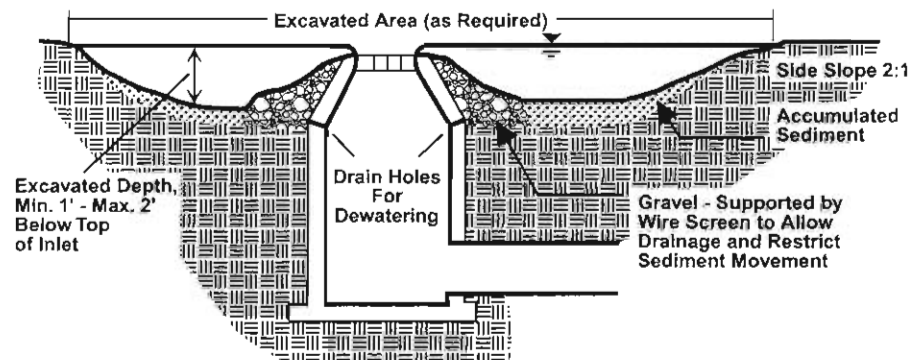 Excavated Area (as Required)
Side Slope 2:1
Accumulated
Sediment
Excavated Depth,
Min. 1' - Max. 2'
Below Top
of Inlet
Drain Holes
For
Dewatering
Gravel - Supported by
Wire Screen to Allow
Drainage and Restrict
Sediment Movement